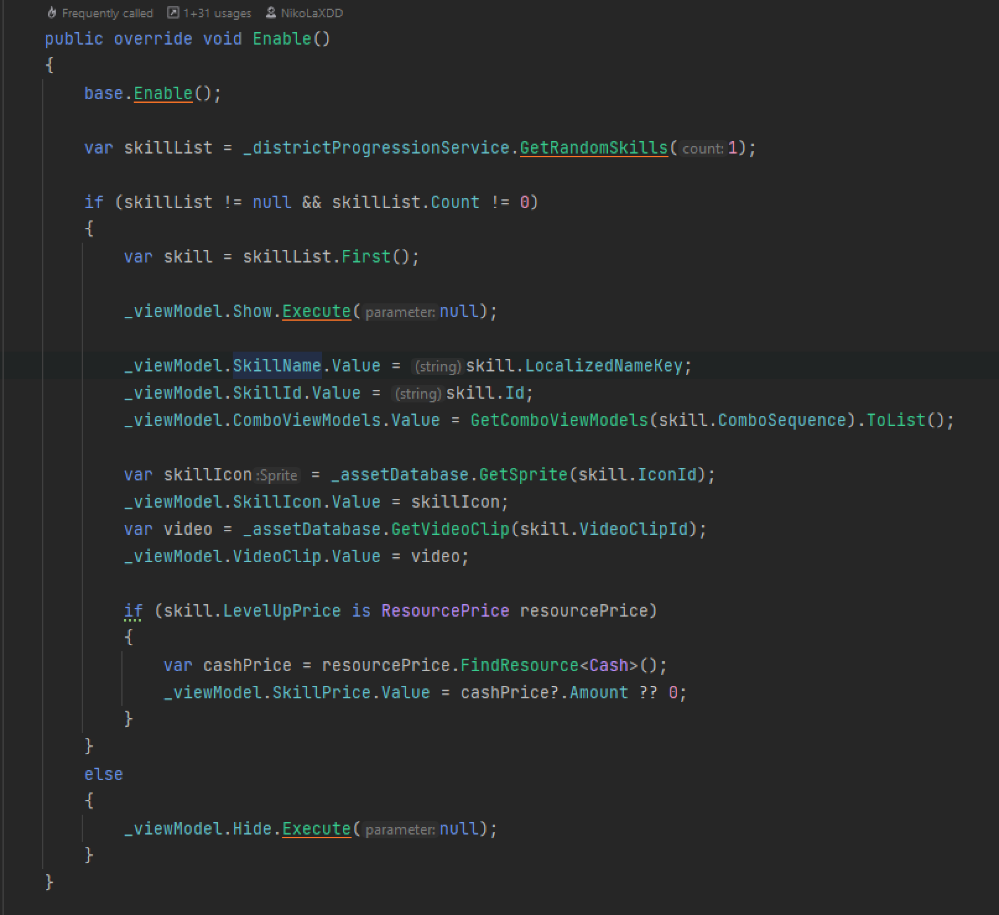 Frequently called 1+31 usages NikoLaXDD
public override void Enable()
{
    base.Enable();

    var skillList = _districtProgressionService.GetRandomSkills(count:1);

    if (skillList != null && skillList.Count != 0)
    {
        var skill = skillList.First();

        _viewModel.Show.Execute(parameter:null);

        _viewModel.SkillName.Value = (string)skill.LocalizedNameKey;
        _viewModel.SkillId.Value = (string)skill.Id;
        _viewModel.ComboViewModels.Value = GetComboViewModels(skill.ComboSequence).ToList();

        var skillIcon:Sprite = _assetDatabase.GetSprite(skill.IconId);
        _viewModel.SkillIcon.Value = skillIcon;
        var video = _assetDatabase.GetVideoClip(skill.VideoClipId);
        _viewModel.VideoClip.Value = video;

        if (skill.LevelUpPrice is ResourcePrice resourcePrice)
        {
            var cashPrice = resourcePrice.FindResource<Cash>();
            _viewModel.SkillPrice.Value = cashPrice?.Amount ?? 0;
        }
    }
    else
    {
        _viewModel.Hide.Execute(parameter:null);
    }
}